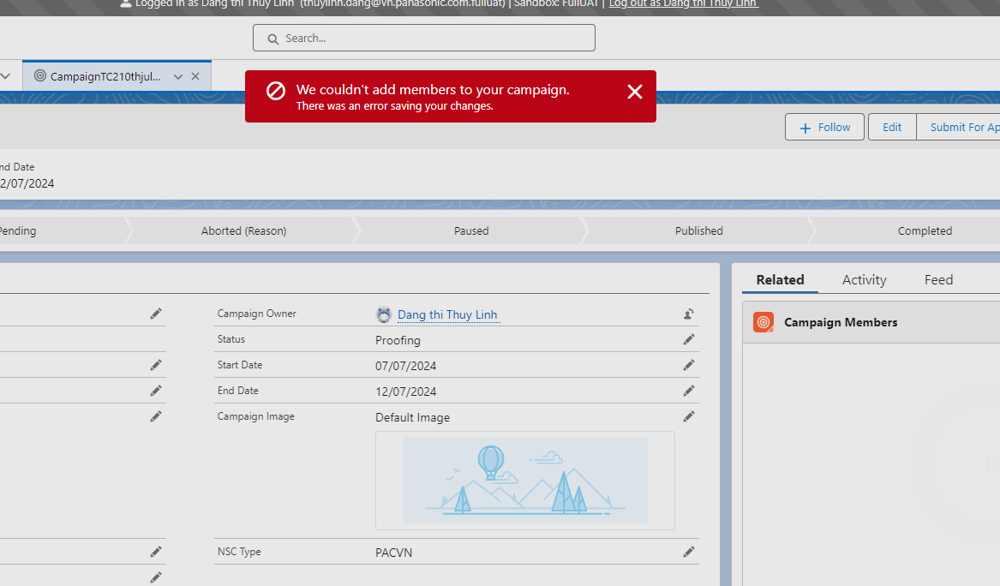 Logged in as Dang thi Thuy Linh (thuylinh.dang@vn.panasonic.com.fulluat) | Sandbox: FullUAT | Log out as Dang thi Thuy Linh
Search...
CampaignTC210thjul...
We couldn't add members to your campaign.
There was an error saving your changes.
Follow
Edit
Submit For Ap
nd Date
2/07/2024
Pending
Aborted (Reason)
Paused
Published
Completed
Related
Activity
Feed
Campaign Members
Campaign Owner
Dang thi Thuy Linh
Status
Proofing
Start Date
07/07/2024
End Date
12/07/2024
Campaign Image
Default Image
NSC Type
PACVN